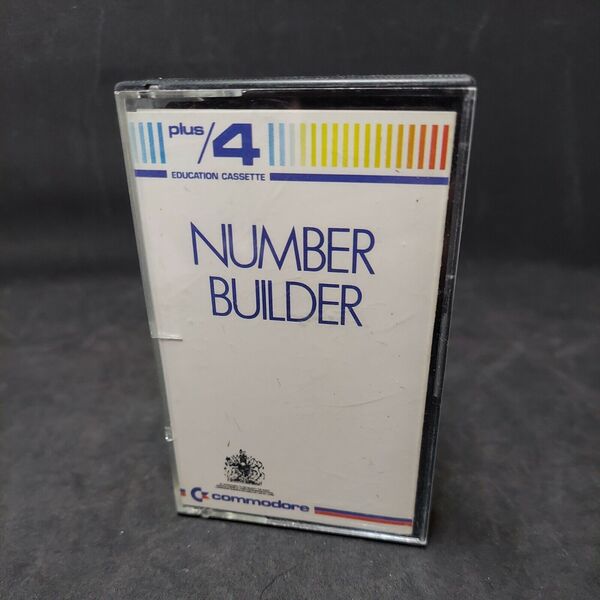 plus/4
EDUCATION CASSETTE
NUMBER
BUILDER
commodore